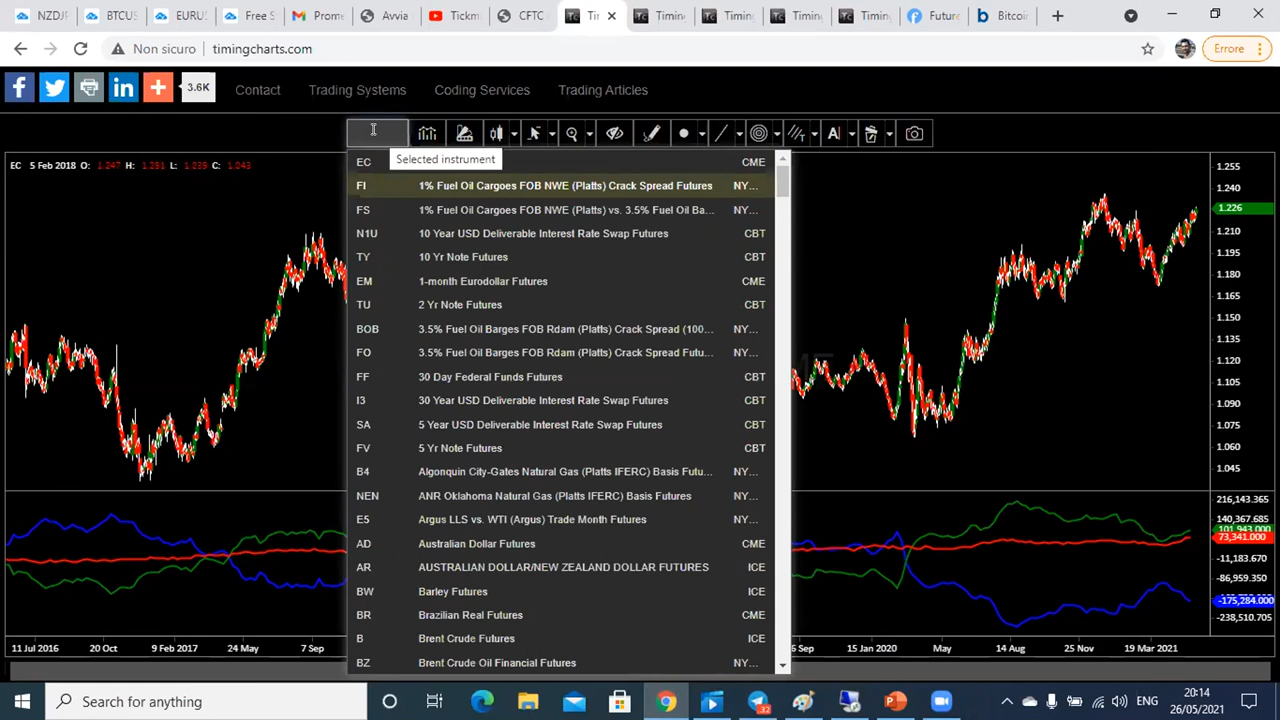 NZDJP
BTCUS
EURUS
Free S
Prome
Avvia
Tickm
CFTC
Tin
Timin
Timin
Timin
Timin
Future
Bitcoin
Non sicuro
timingcharts.com
Errore
3.6K
Contact
Trading Systems
Coding Services
Trading Articles
A
Selected instrument
EC 5 Feb 2018 O: 1.247 H: 1.251 L: 1.235 C: 1.243
EC CME
FI 1% Fuel Oil Cargoes FOB NWE (Platts) Crack Spread Futures NY...
FS 1% Fuel Oil Cargoes FOB NWE (Platts) vs. 3.5% Fuel Oil Ba... NY...
N1U 10 Year USD Deliverable Interest Rate Swap Futures CBT
TY 10 Yr Note Futures CBT
EM 1-month Eurodollar Futures CME
TU 2 Yr Note Futures CBT
BOB 3.5% Fuel Oil Barges FOB Rdam (Platts) Crack Spread (100... NY...
FO 3.5% Fuel Oil Barges FOB Rdam (Platts) Crack Spread Futu... NY...
FF 30 Day Federal Funds Futures CBT
I3 30 Year USD Deliverable Interest Rate Swap Futures CBT
SA 5 Year USD Deliverable Interest Rate Swap Futures CBT
FV 5 Yr Note Futures CBT
B4 Algonquin City-Gates Natural Gas (Platts IFERC) Basis Futu... NY...
NEN ANR Oklahoma Natural Gas (Platts IFERC) Basis Futures NY...
E5 Argus LLS vs. WTI (Argus) Trade Month Futures NY...
AD Australian Dollar Futures CME
AR AUSTRALIAN DOLLAR/NEW ZEALAND DOLLAR FUTURES ICE
BW Barley Futures ICE
BR Brazilian Real Futures CME
B Brent Crude Futures ICE
BZ Brent Crude Oil Financial Futures NY...
1.255
1.240
1.226
1.210
1.195
1.180
1.165
1.150
1.135
1.120
1.105
1.090
1.075
1.060
1.045
216,143.365
140,367.685
101,943.000
73,341.000
-11,183.670
-86,959.350
-175,284.000
-238,510.705
11 July 2016
20 Oct
9 Feb 2017
24 May
7 Sep
15 Jan 2020
May
14 Aug
25 Nov
19 Mar 2021
Search for anything
32
ENG
20:14
26/05/2021